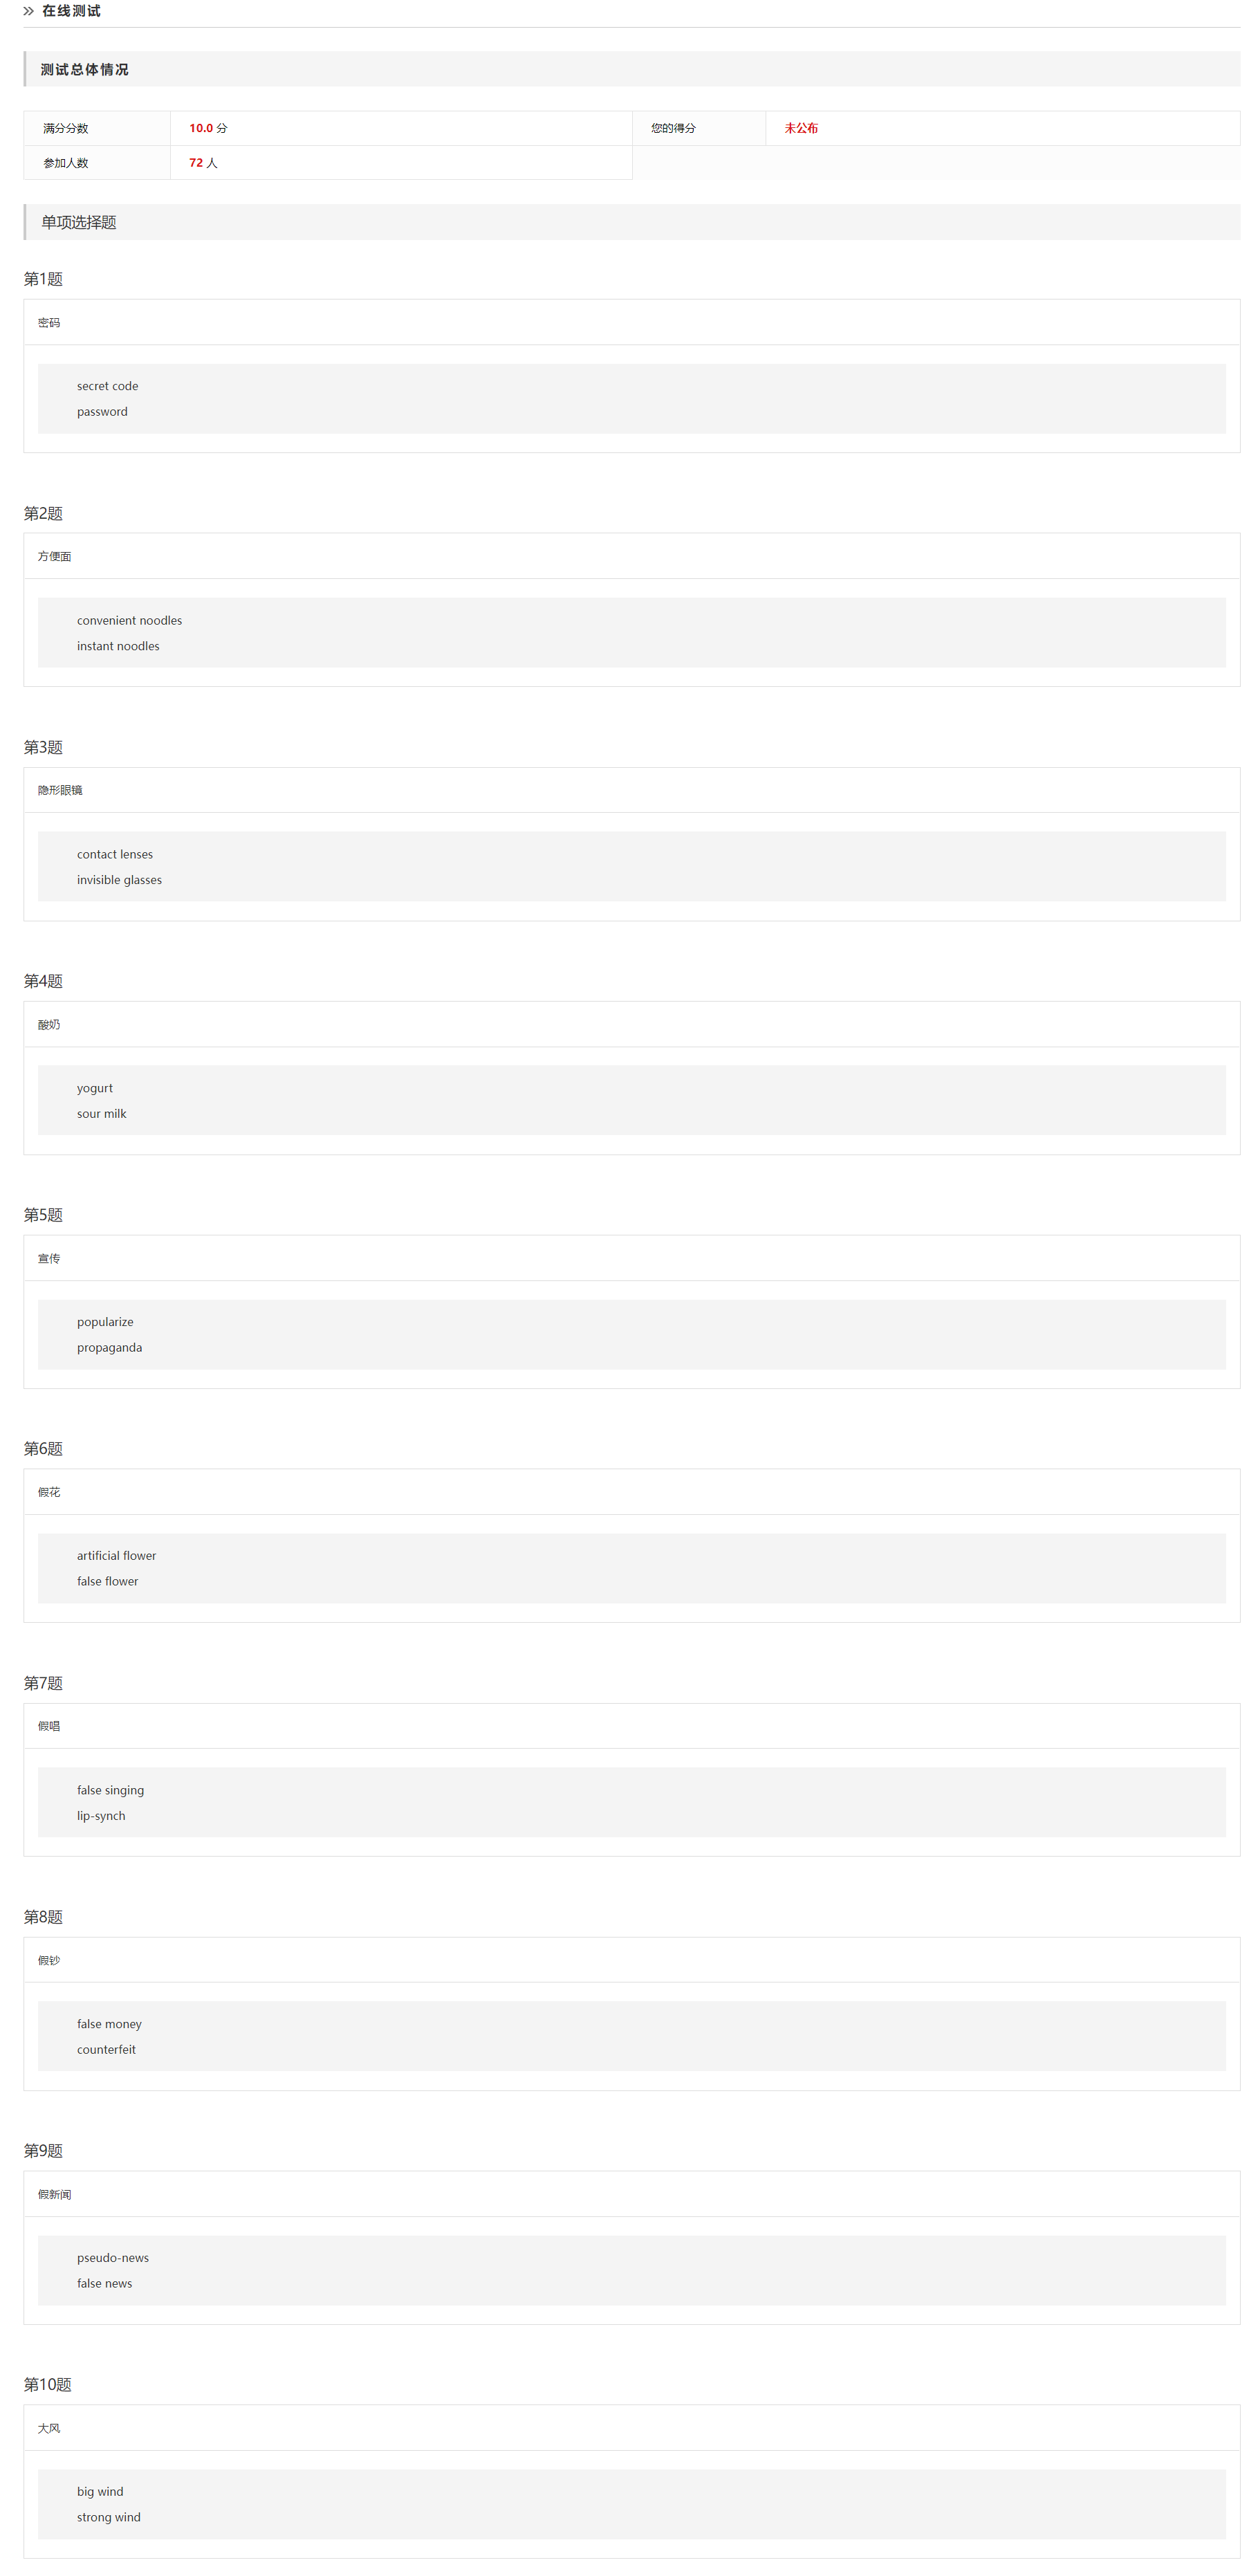 在线测试
测试总体情况
满分分数 10.0 分 您的得分 未公布
参加人数 72 人
单项选择题
第1题
密码
secret code
password
第2题
方便面
convenient noodles
instant noodles
第3题
隐形眼镜
contact lenses
invisible glasses
第4题
酸奶
yogurt
sour milk
第5题
宣传
popularize
propaganda
第6题
假花
artificial flower
false flower
第7题
假唱
false singing
lip-synch
第8题
假钞
false money
counterfeit
第9题
假新闻
pseudo-news
false news
第10题
大风
big wind
strong wind